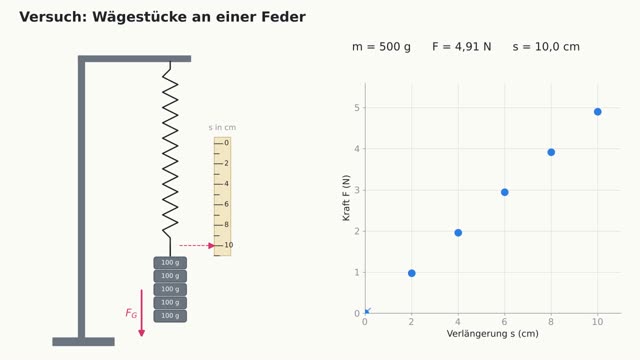 Versuch: Wägestücke an einer Feder
m = 500 g F = 4,91 N s = 10,0 cm
s in cm
0
2
4
6
8
10
100 g
100 g
100 g
100 g
100 g
F_G
5
4
3
2
1
0
Kraft F (N)
0 2 4 6 8 10
Verlängerung s (cm)